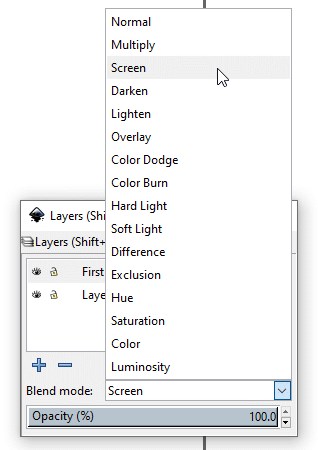 Normal
Multiply
Screen
Darken
Lighten
Overlay
Color Dodge
Color Burn
Hard Light
Soft Light
Difference
Exclusion
Hue
Saturation
Color
Luminosity
Layers (Shi
Layers (Shift+
First
Laye
Blend mode: Screen
Opacity (%) 100.0